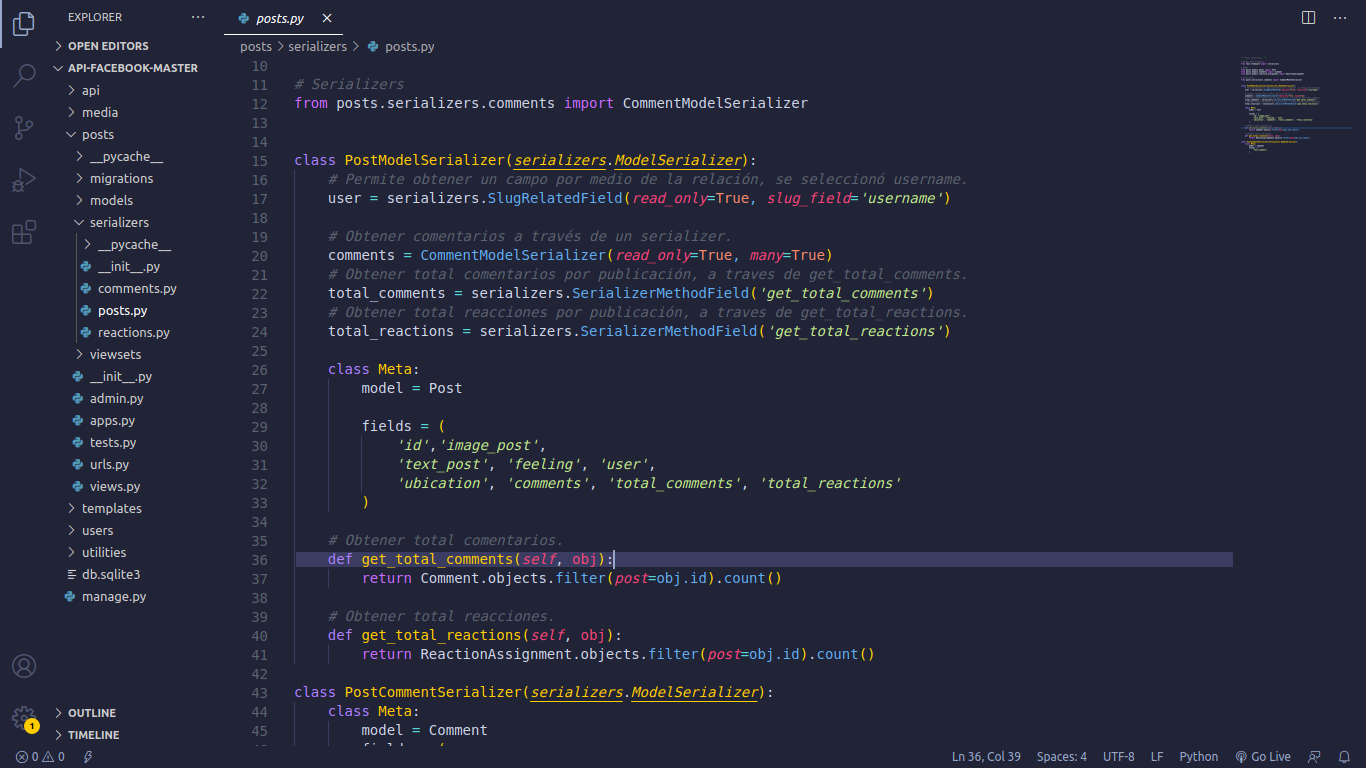 EXPLORER
posts.py
OPEN EDITORS
API-FACEBOOK-MASTER
api
media
posts
__pycache__
migrations
models
serializers
__pycache__
__init__.py
comments.py
posts.py
reactions.py
viewsets
__init__.py
admin.py
apps.py
tests.py
urls.py
views.py
templates
users
utilities
db.sqlite3
manage.py
OUTLINE
TIMELINE
1
posts > serializers > posts.py
10
11 # Serializers
12 from posts.serializers.comments import CommentModelSerializer
13
14
15 class PostModelSerializer(serializers.ModelSerializer):
16 # Permite obtener un campo por medio de la relación, se seleccionó username.
17 user = serializers.SlugRelatedField(read_only=True, slug_field='username')
18
19 # Obtener comentarios a través de un serializer.
20 comments = CommentModelSerializer(read_only=True, many=True)
21 # Obtener total comentarios por publicación, a traves de get_total_comments.
22 total_comments = serializers.SerializerMethodField('get_total_comments')
23 # Obtener total reacciones por publicación, a traves de get_total_reactions.
24 total_reactions = serializers.SerializerMethodField('get_total_reactions')
25
26 class Meta:
27 model = Post
28
29 fields = (
30 'id','image_post',
31 'text_post', 'feeling', 'user',
32 'ubication', 'comments', 'total_comments', 'total_reactions'
33 )
34
35 # Obtener total comentarios.
36 def get_total_comments(self, obj):
37 return Comment.objects.filter(post=obj.id).count()
38
39 # Obtener total reacciones.
40 def get_total_reactions(self, obj):
41 return ReactionAssignment.objects.filter(post=obj.id).count()
42
43 class PostCommentSerializer(serializers.ModelSerializer):
44 class Meta:
45 model = Comment
0 0
Ln 36, Col 39 Spaces: 4 UTF-8 LF Python Go Live